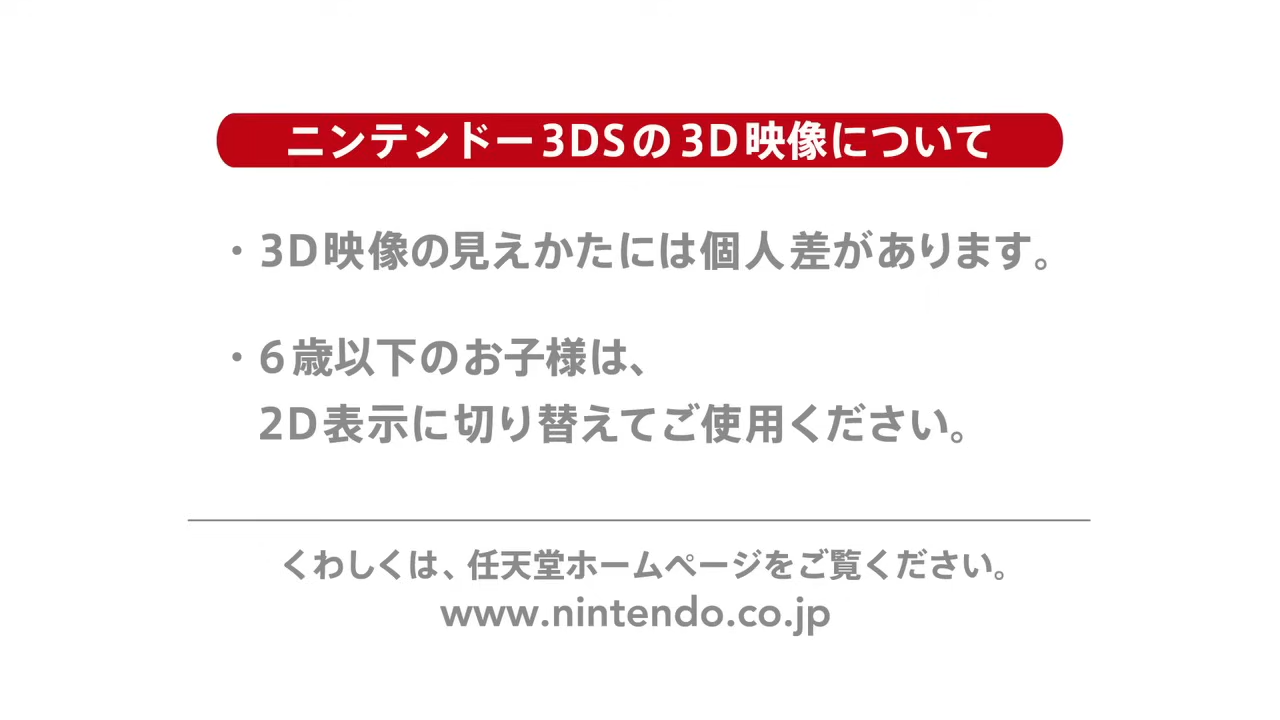 ニンテンドー3DSの3D映像について
・3D映像の見えかたには個人差があります。
・6歳以下のお子様は、
2D表示に切り替えてご使用ください。
くわしくは、任天堂ホームページをご覧ください。
www.nintendo.co.jp